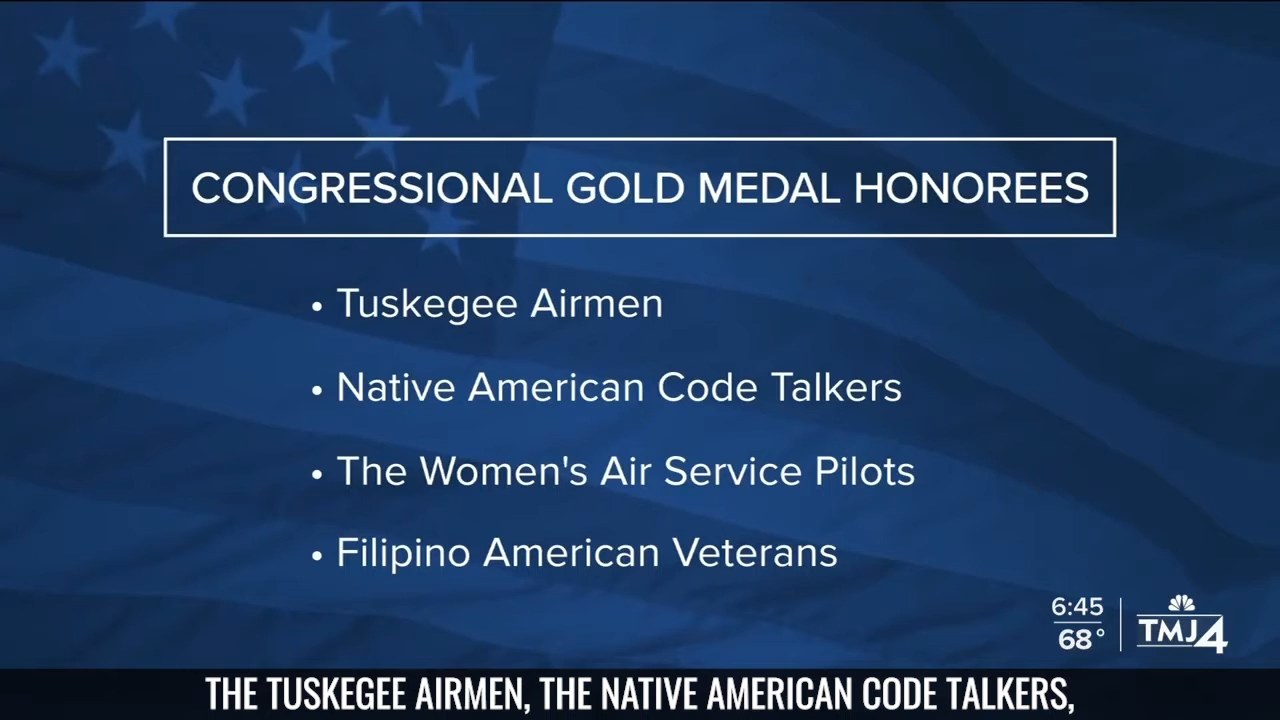 CONGRESSIONAL GOLD MEDAL HONOREES
• Tuskegee Airmen
• Native American Code Talkers
• The Women's Air Service Pilots
• Filipino American Veterans
6:45
68°
TMJ4
THE TUSKEGEE AIRMEN, THE NATIVE AMERICAN CODE TALKERS,